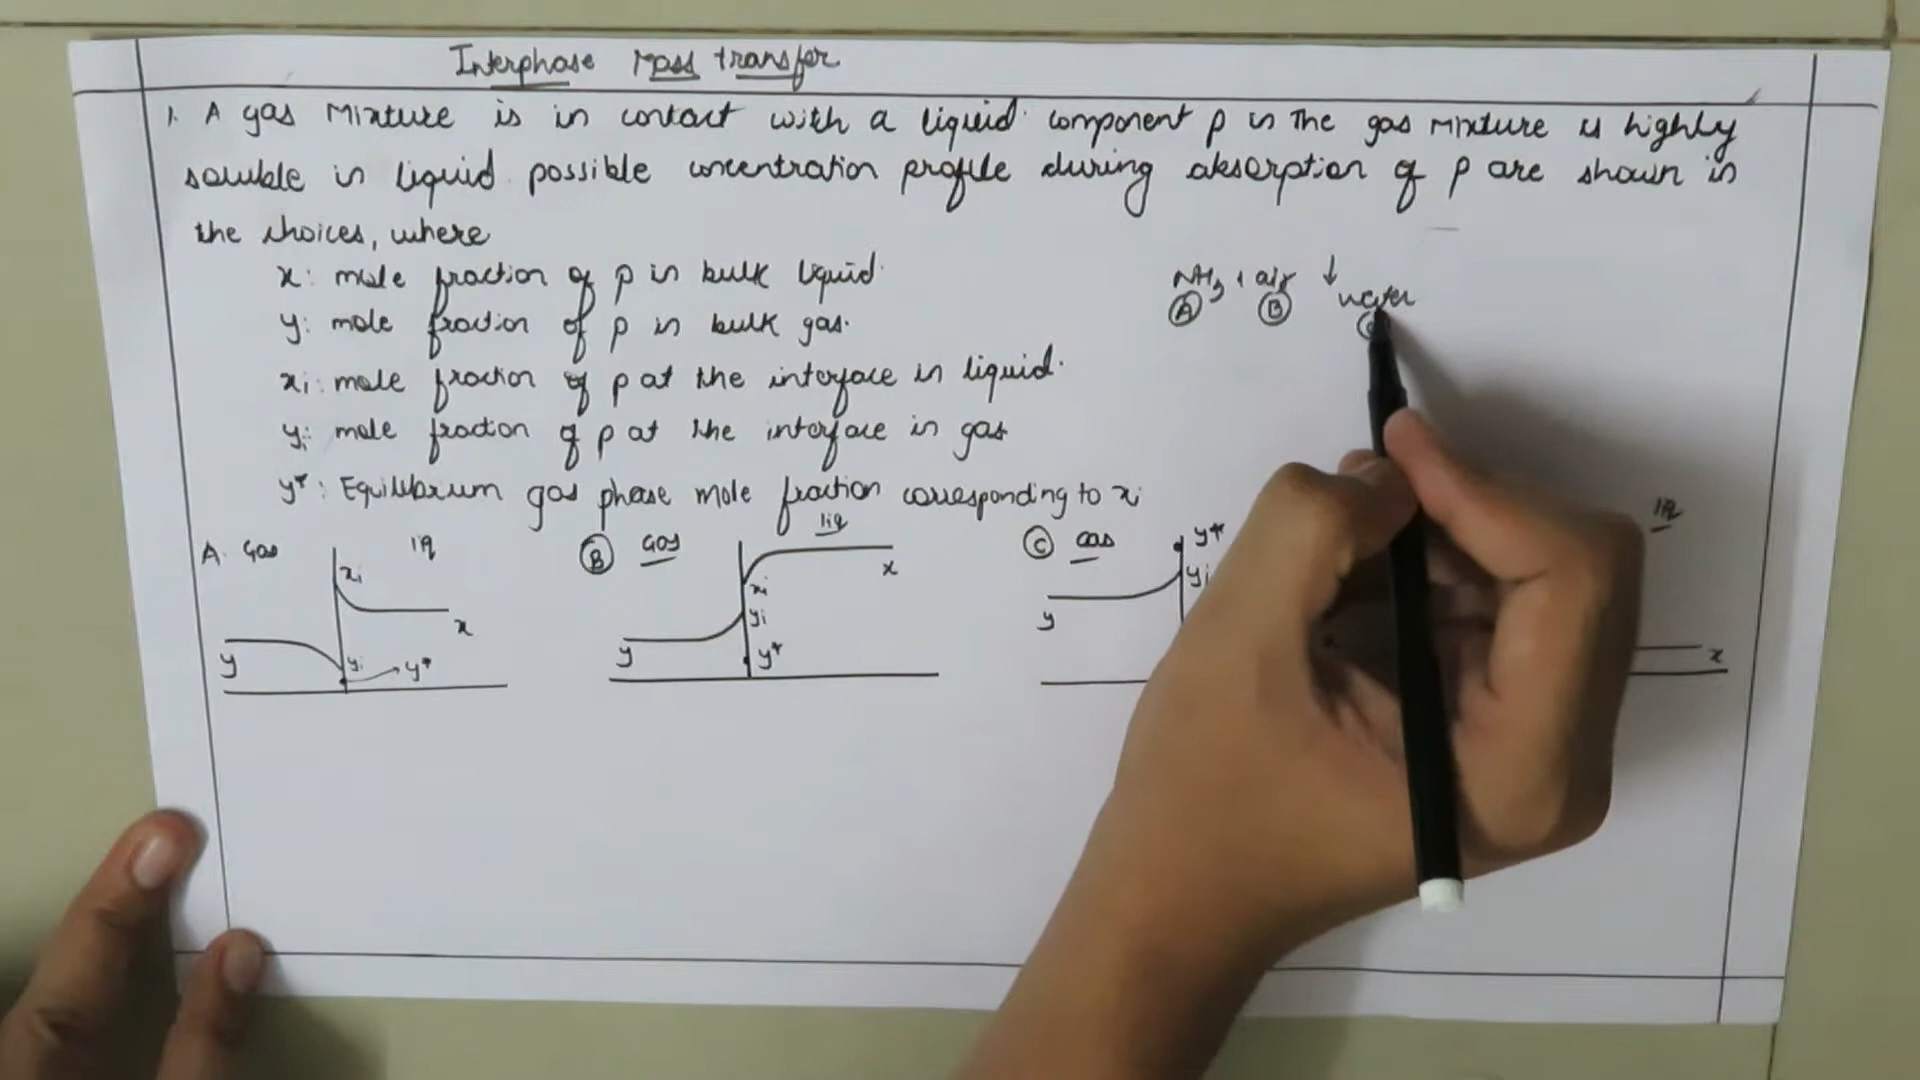 Interphase Mass transfer
1. A gas mixture is in contact with a liquid. component P in The gas mixture is highly
soluble in liquid. possible concentration profile during absorption of P are shown in
the choices, where
x: mole fraction of P in bulk liquid.
y: mole fraction of P in bulk gas.
xi: mole fraction of P at the interface in liquid.
yi: mole fraction of P at the interface in gas
y*: Equilibrium gas phase mole fraction corresponding to xi
NH3 + air ↓ water
A B
A. Gas liq
xi
x
y yi → y*
B Gas liq
x
xi
yi
y y*
C Gas y*
yi
y
liq
x